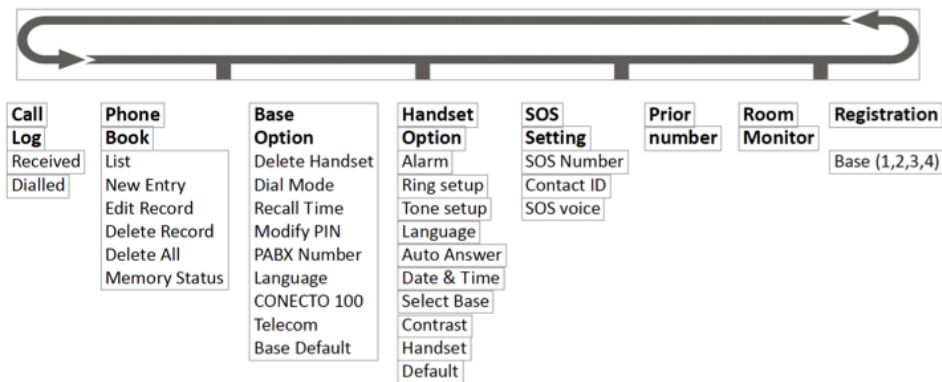 Call
Log
Received
Dialled
Phone
Book
List
New Entry
Edit Record
Delete Record
Delete All
Memory Status
Base
Option
Delete Handset
Dial Mode
Recall Time
Modify PIN
PABX Number
Language
CONECTO 100
Telecom
Base Default
Handset
Option
Alarm
Ring setup
Tone setup
Language
Auto Answer
Date & Time
Select Base
Contrast
Handset
Default
SOS
Setting
SOS Number
Contact ID
SOS voice
Prior
number
Room
Monitor
Registration
Base (1,2,3,4)